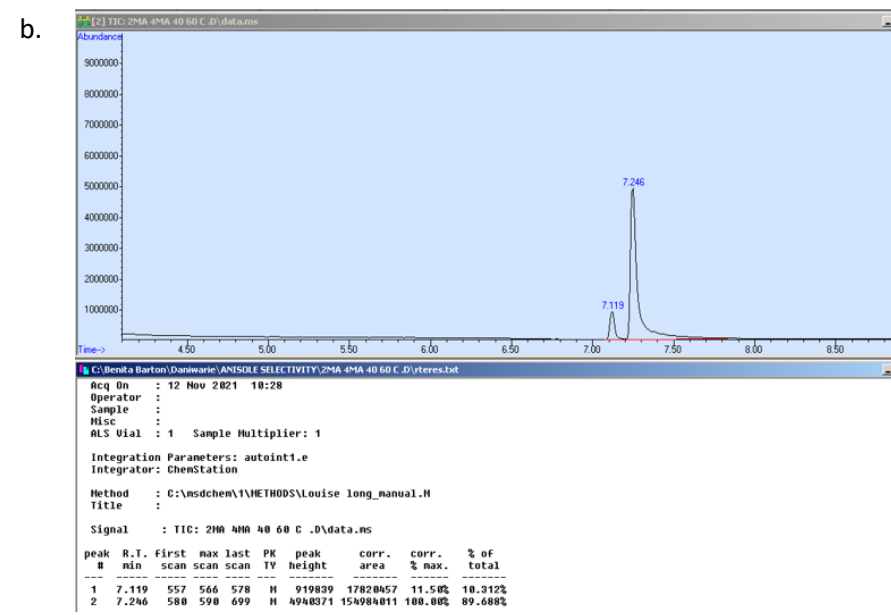 b.
[2] TIC: 2MA 4MA 40 60 C .D\data.ms
Abundance
9000000
8000000
7000000
6000000
5000000
4000000
3000000
2000000
1000000
7.246
7.119
Time--> 4.50 5.00 5.50 6.00 6.50 7.00 7.50 8.00 8.50
C:\Benita Barton\Daniwarie\ANISOLE SELECTIVITY\2MA 4MA 40 60 C .D\rteres.txt
Acq On : 12 Nov 2021 10:28
Operator :
Sample :
Misc :
ALS Vial : 1 Sample Multiplier: 1
Integration Parameters: autoint1.e
Integrator: ChemStation
Method : C:\msdchem\1\METHODS\Louise long_manual.M
Title :
Signal : TIC: 2MA 4MA 40 60 C .D\data.ms
peak R.T. first max last PK peak corr. corr. % of
# min scan scan scan TY height area % max. total
--- ----- ----- ---- ---- --- ------- ------- ------ -------
1 7.119 557 566 578 M 919839 17820457 11.50% 10.312%
2 7.246 580 590 699 M 4940371 154984011 100.00% 89.688%